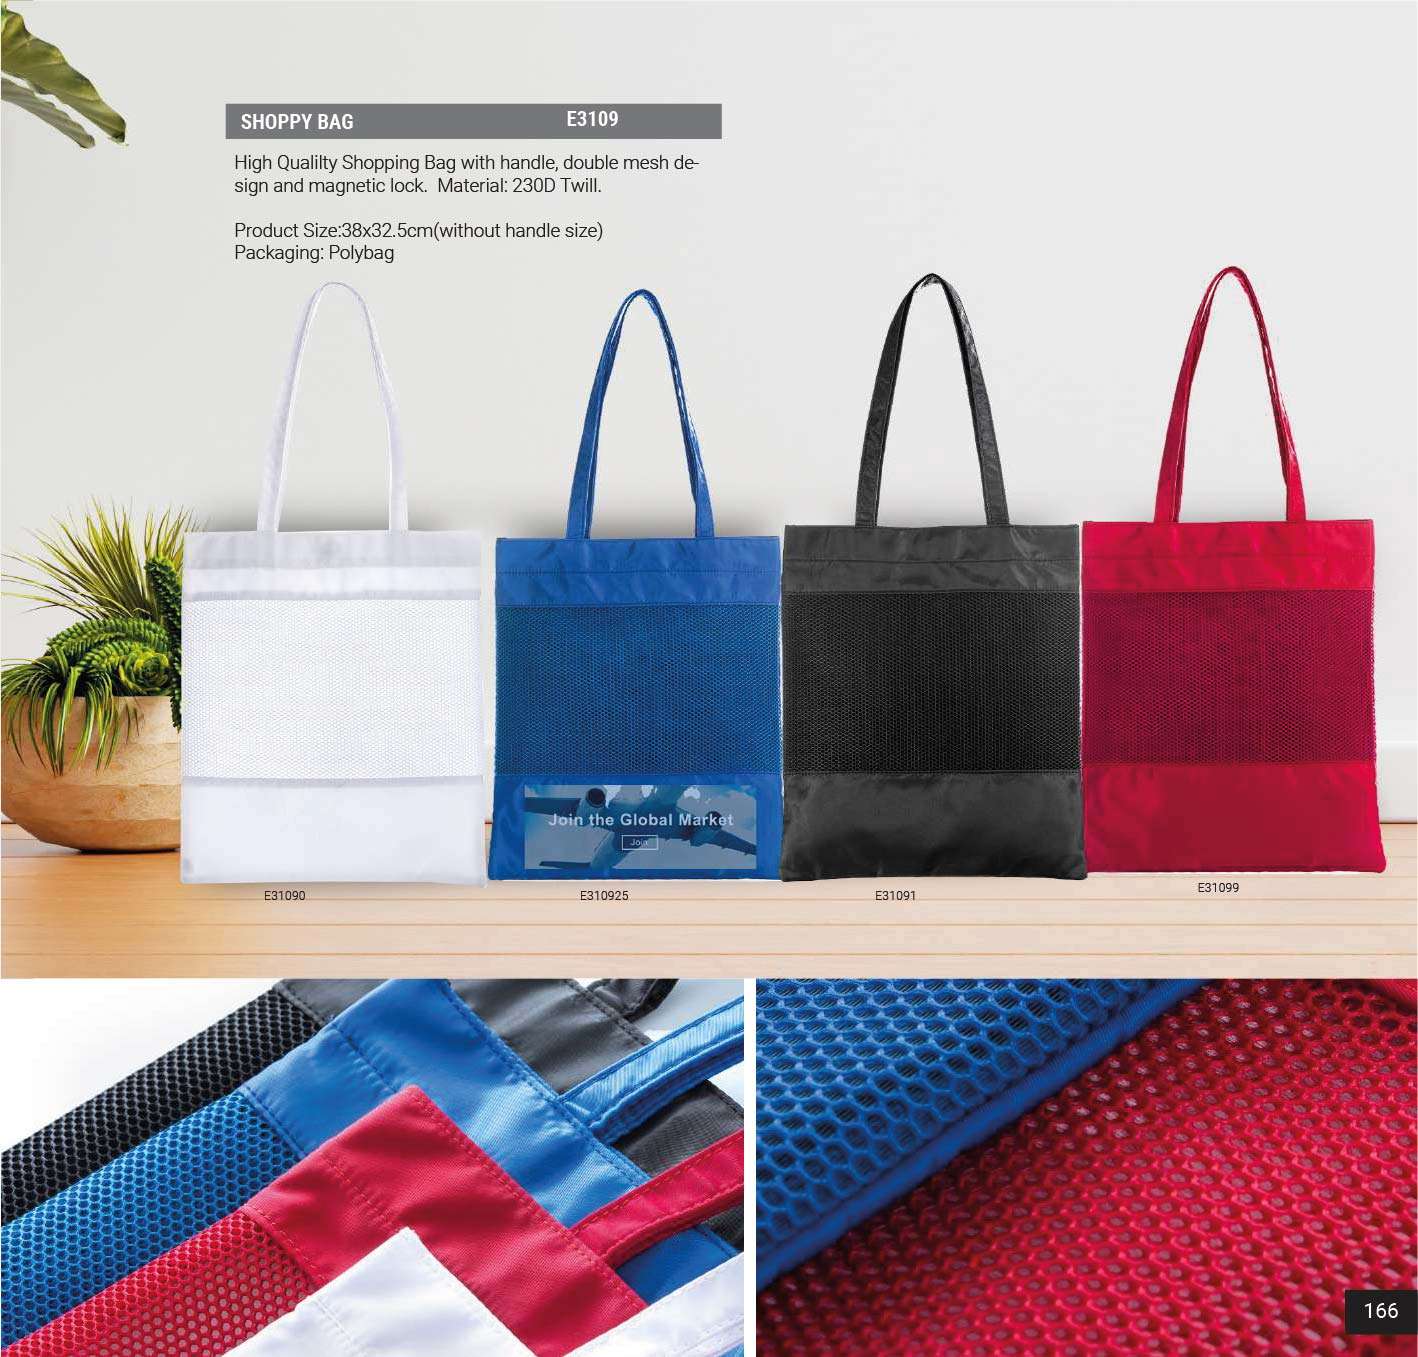 SHOPPY BAG E3109
High Qualilty Shopping Bag with handle, double mesh de-
sign and magnetic lock. Material: 230D Twill.
Product Size:38x32.5cm(without handle size)
Packaging: Polybag
Join the Global Market
Join
E31090
E310925
E31091
E31099
166